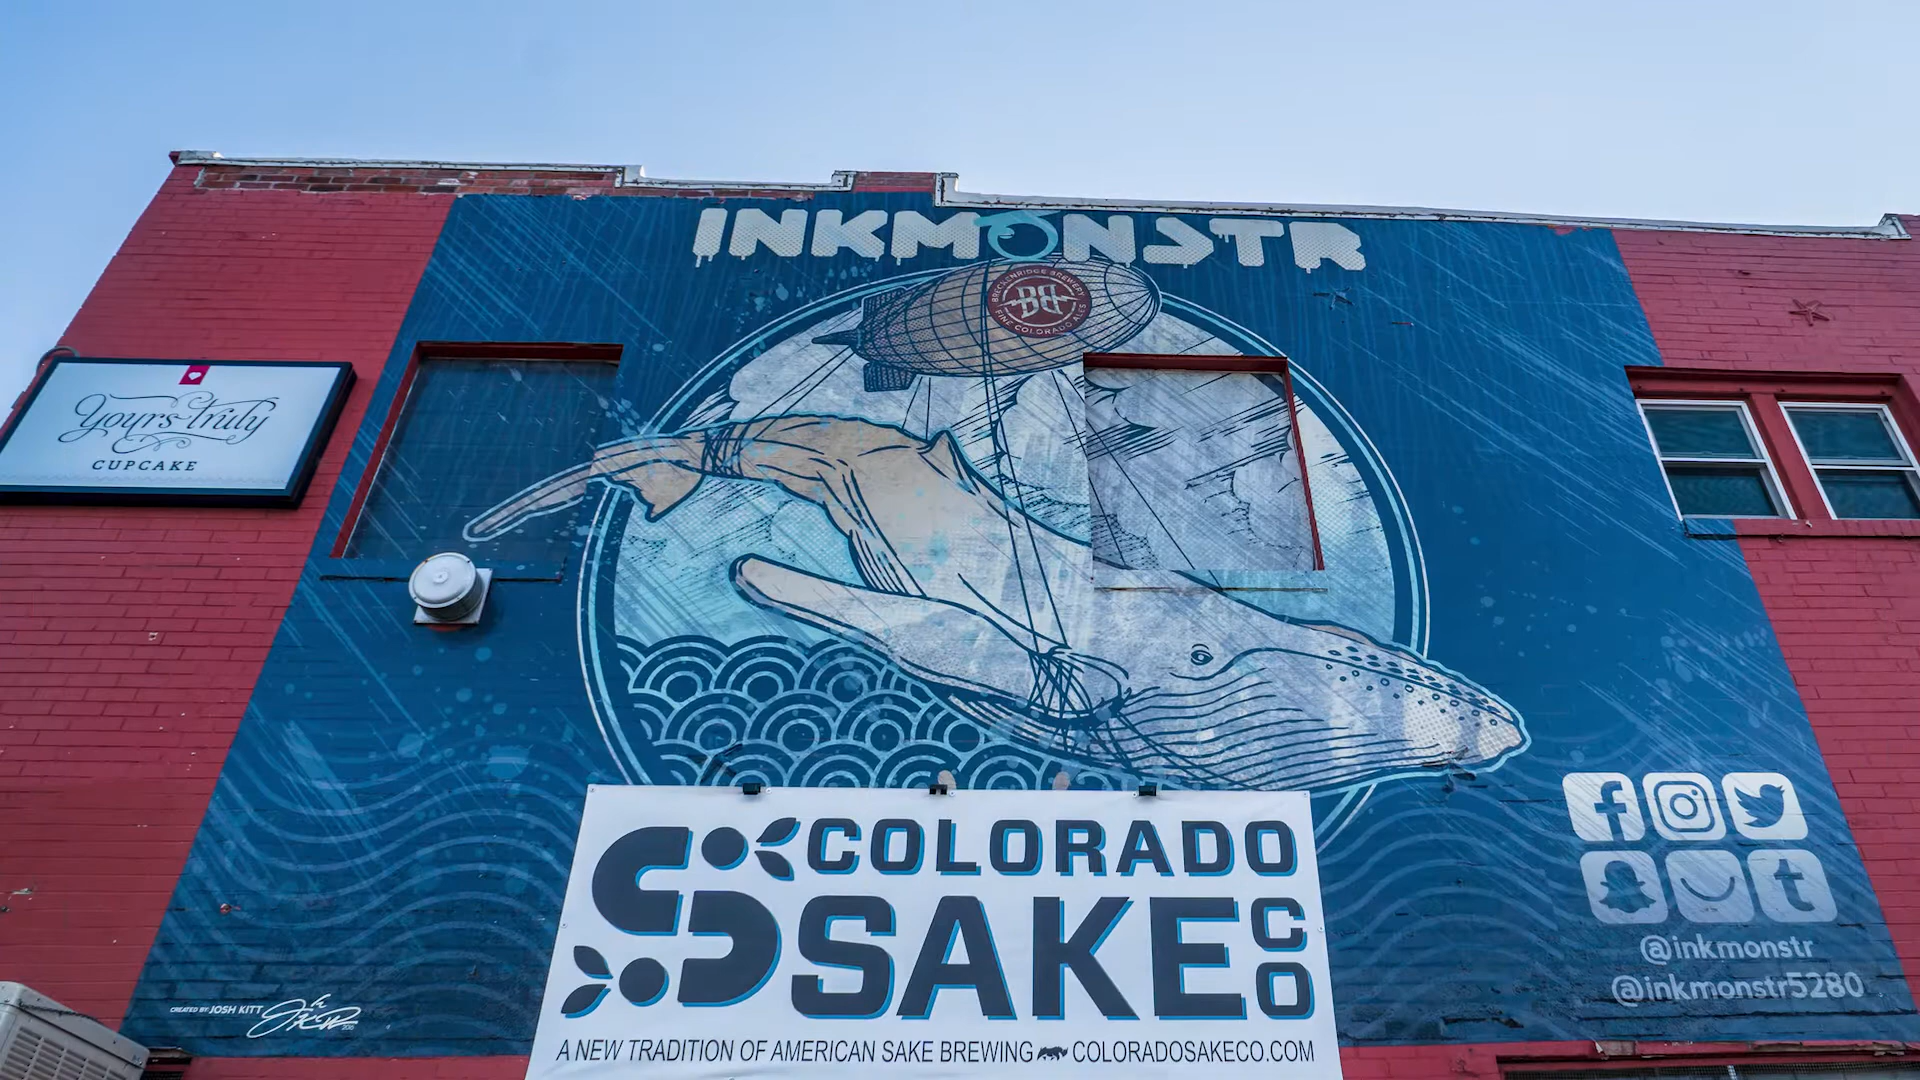 INKMONSTR
BRECKENRIDGE BREWERY
BB
FINE COLORADO ALES
Yours truly
CUPCAKE
COLORADO
SAKE CO
A NEW TRADITION OF AMERICAN SAKE BREWING COLORADOSAKECO.COM
@inkmonstr
@inkmonstr5280
CREATED BY JOSH KITT